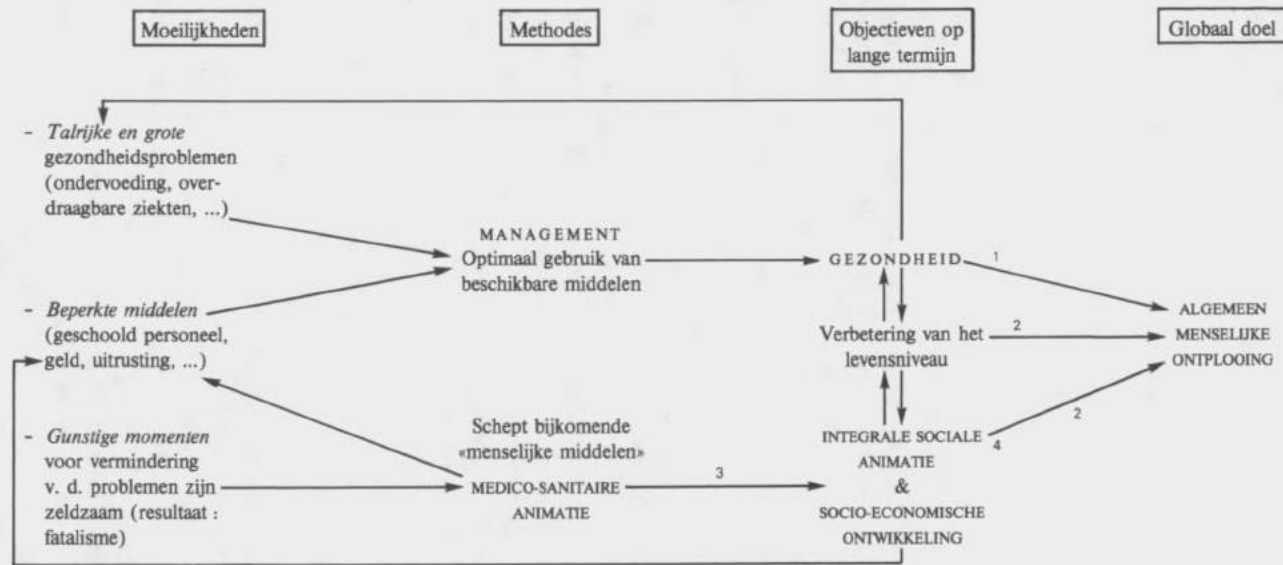 Moeilijkheden
Methodes
Objectieven op
lange termijn
Globaal doel
- Talrijke en grote
gezondheidsproblemen
(ondervoeding, over-
draagbare ziekten, ...)
- Beperkte middelen
(geschoold personeel,
geld, uitrusting, ...)
- Gunstige momenten
voor vermindering
v. d. problemen zijn
zeldzaam (resultaat :
fatalisme)
MANAGEMENT
Optimaal gebruik van
beschikbare middelen
Schept bijkomende
«menselijke middelen»
MEDICO-SANITAIRE
ANIMATIE
3
GEZONDHEID
1
Verbetering van het
levensniveau
2
INTEGRALE SOCIALE
ANIMATIE
&
SOCIO-ECONOMISCHE
ONTWIKKELING
4
2
ALGEMEEN
MENSELIJKE
ONTPLOOING